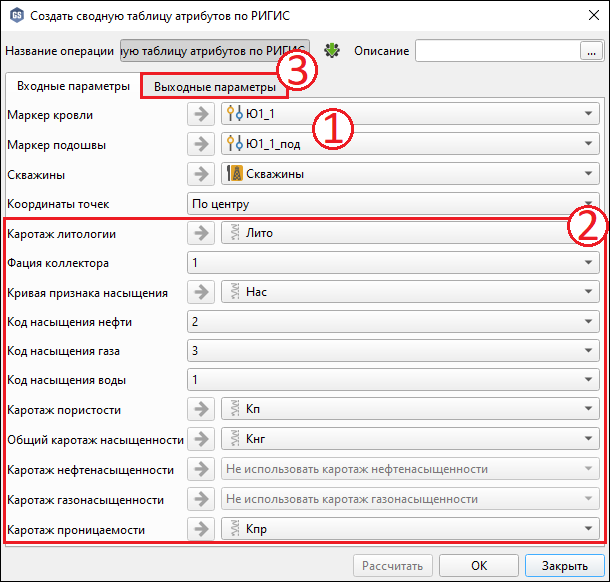 GS Создать сводную таблицу атрибутов по РИГИС
Название операции ную таблицу атрибутов по РИГИС Описание ...
Входные параметры Выходные параметры 3
Маркер кровли Ю1_1
1
Маркер подошвы Ю1_1_под
Скважины Скважины
Координаты точек По центру
2
Каротаж литологии Лито
Фация коллектора 1
Кривая признака насыщения Нас
Код насыщения нефти 2
Код насыщения газа 3
Код насыщения воды 1
Каротаж пористости Кп
Общий каротаж насыщенности Кнг
Каротаж нефтенасыщенности Не использовать каротаж нефтенасыщенности
Каротаж газонасыщенности Не использовать каротаж газонасыщенности
Каротаж проницаемости Кпр
Рассчитать OK Закрыть